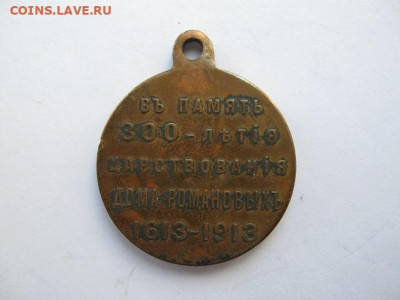 COINS.LAVE.RU
ВЪ ПАМЯТЬ
300-ЛѢТІЯ
ЦАРСТВОВАНІЯ
ДОМА РОМАНОВЫХЪ
1613-1913